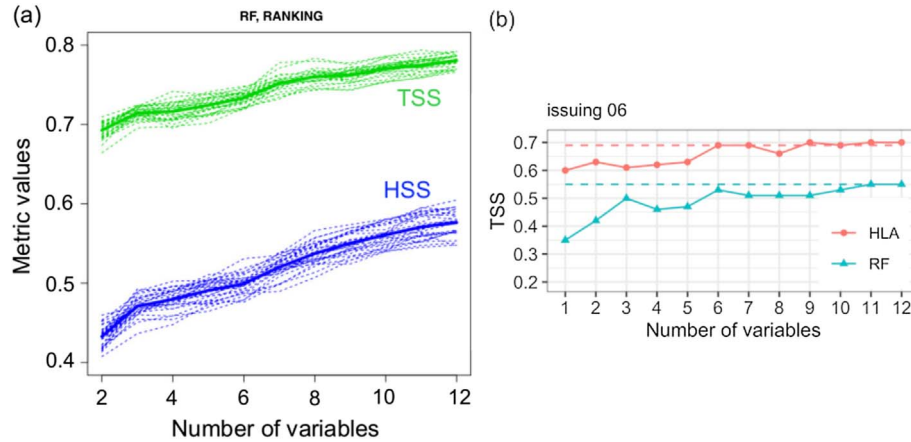 (a)
RF, RANKING
Metric values
0.8
0.7
0.6
0.5
0.4
TSS
HSS
2 4 6 8 10 12
Number of variables
(b)
issuing 06
TSS
0.7
0.6
0.5
0.4
0.3
0.2
HLA
RF
1 2 3 4 5 6 7 8 9 10 11 12
Number of variables